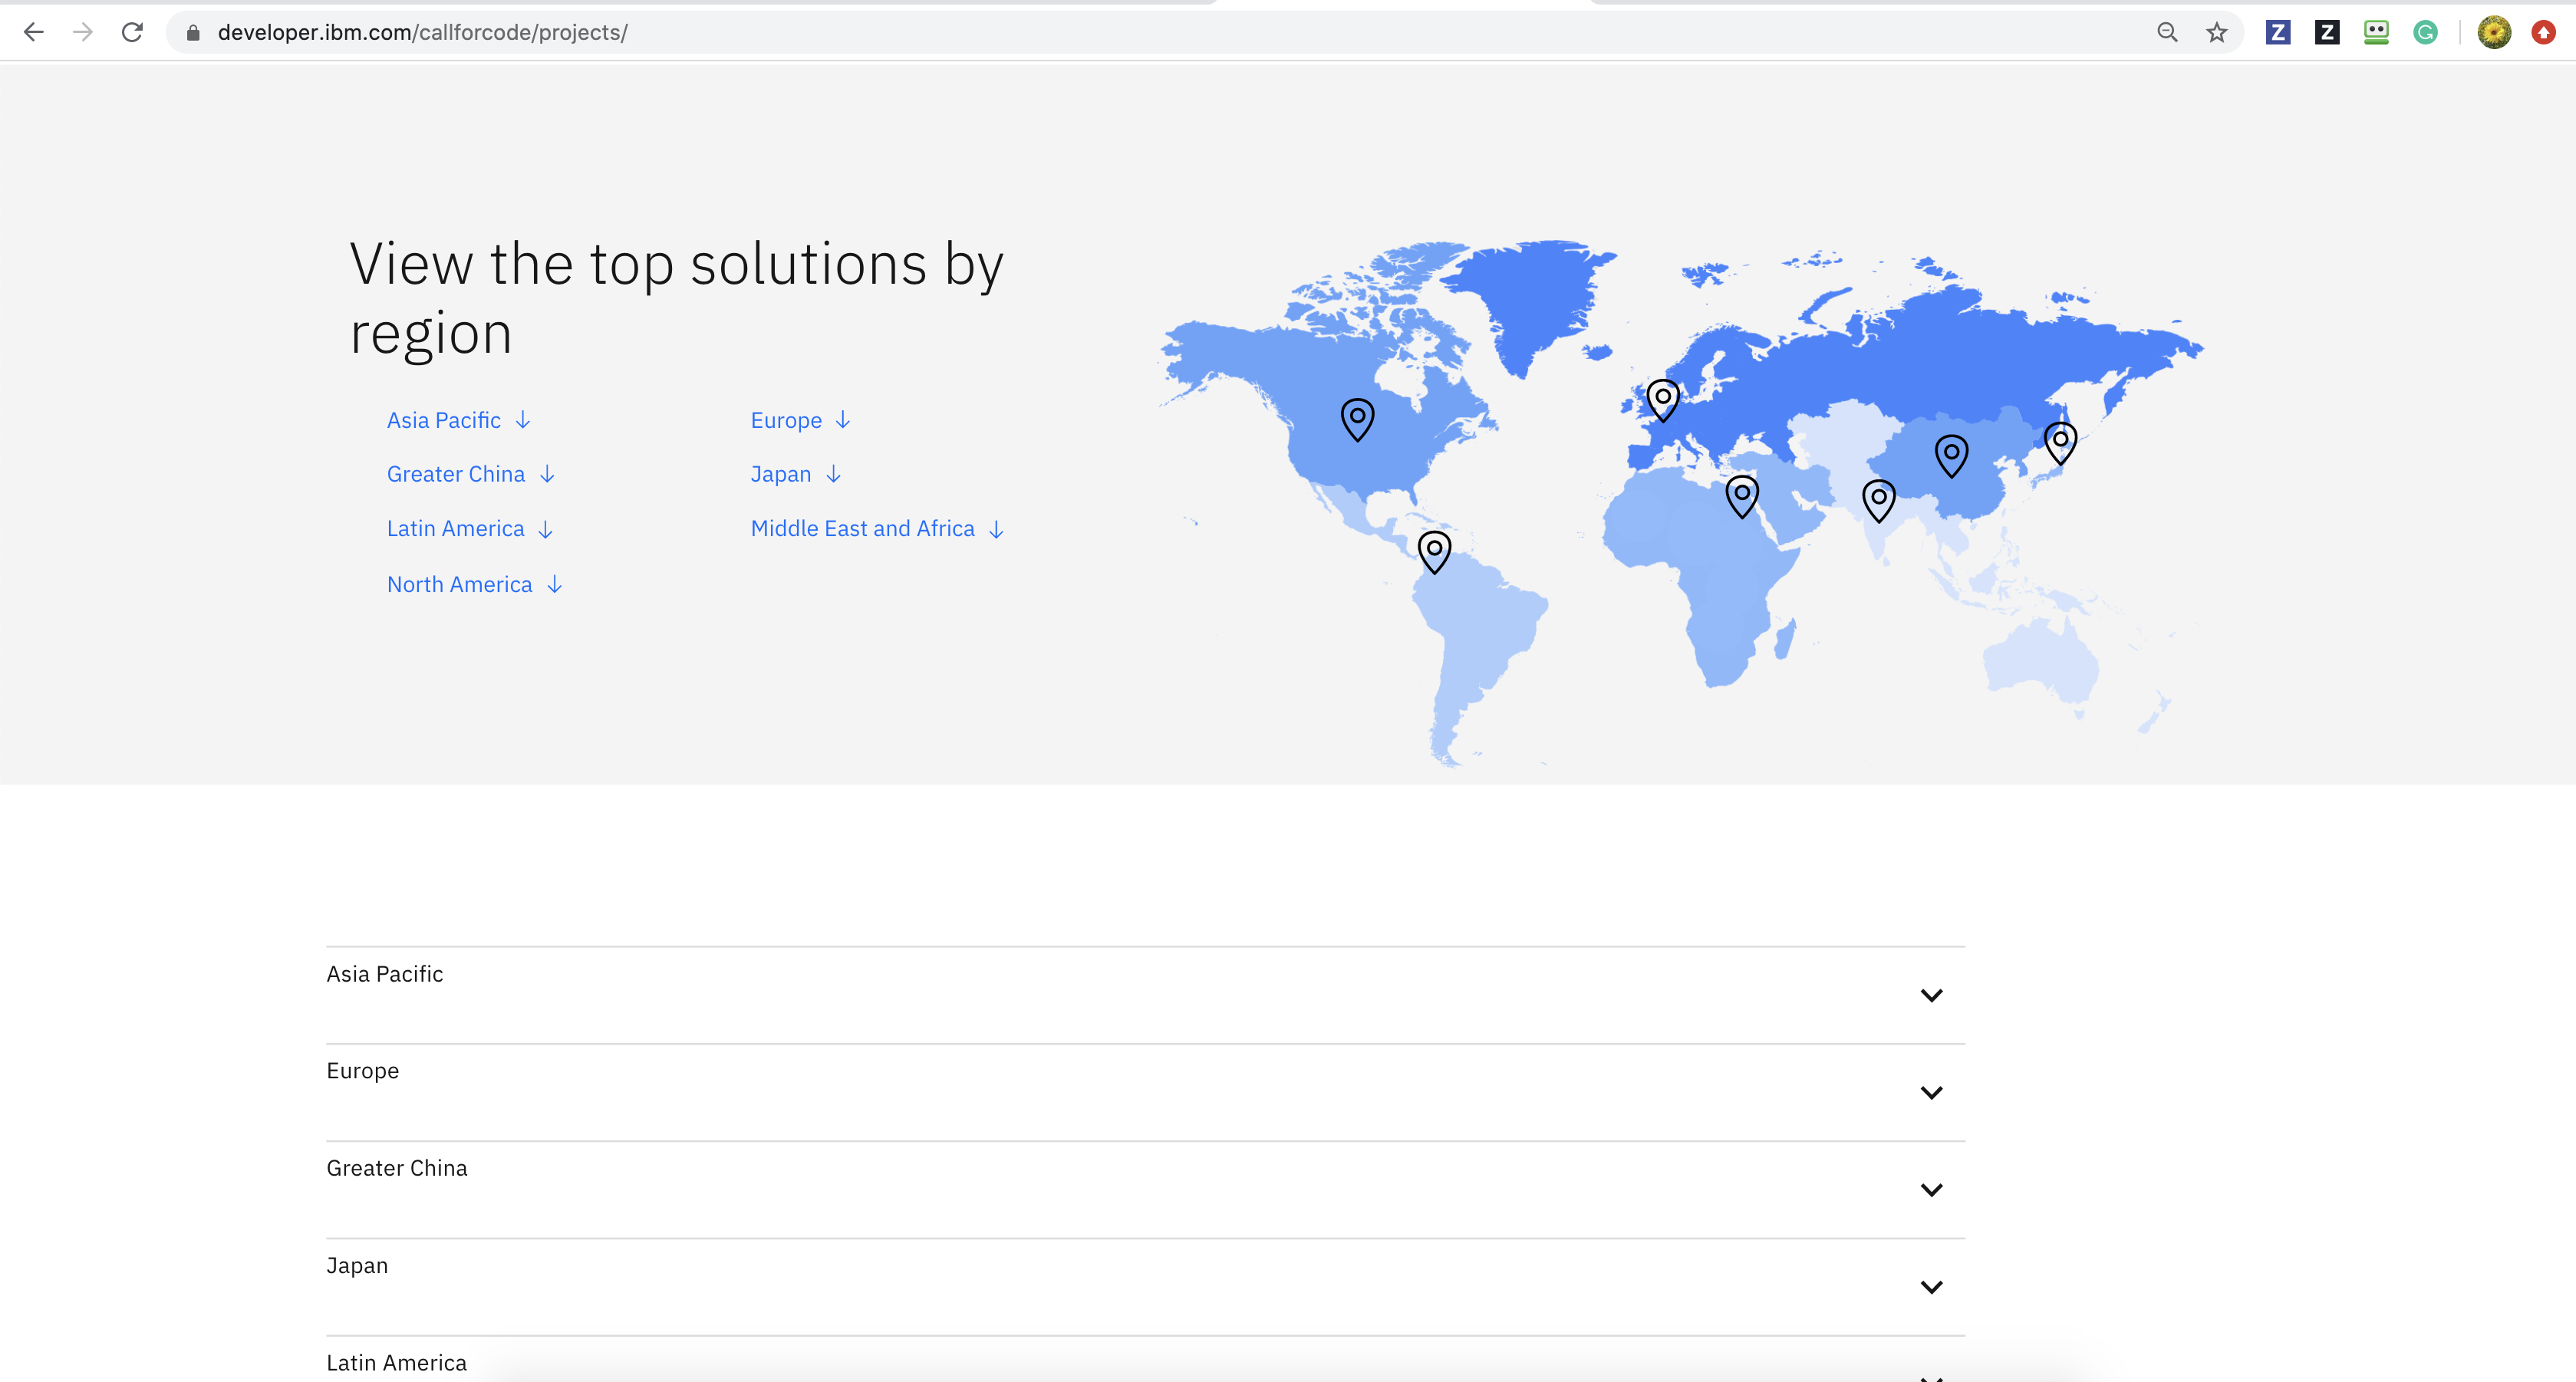 developer.ibm.com/callforcode/projects/
Z
Z
G
View the top solutions by
region
Asia Pacific ↓
Europe ↓
Greater China ↓
Japan ↓
Latin America ↓
Middle East and Africa ↓
North America ↓
Asia Pacific
Europe
Greater China
Japan
Latin America